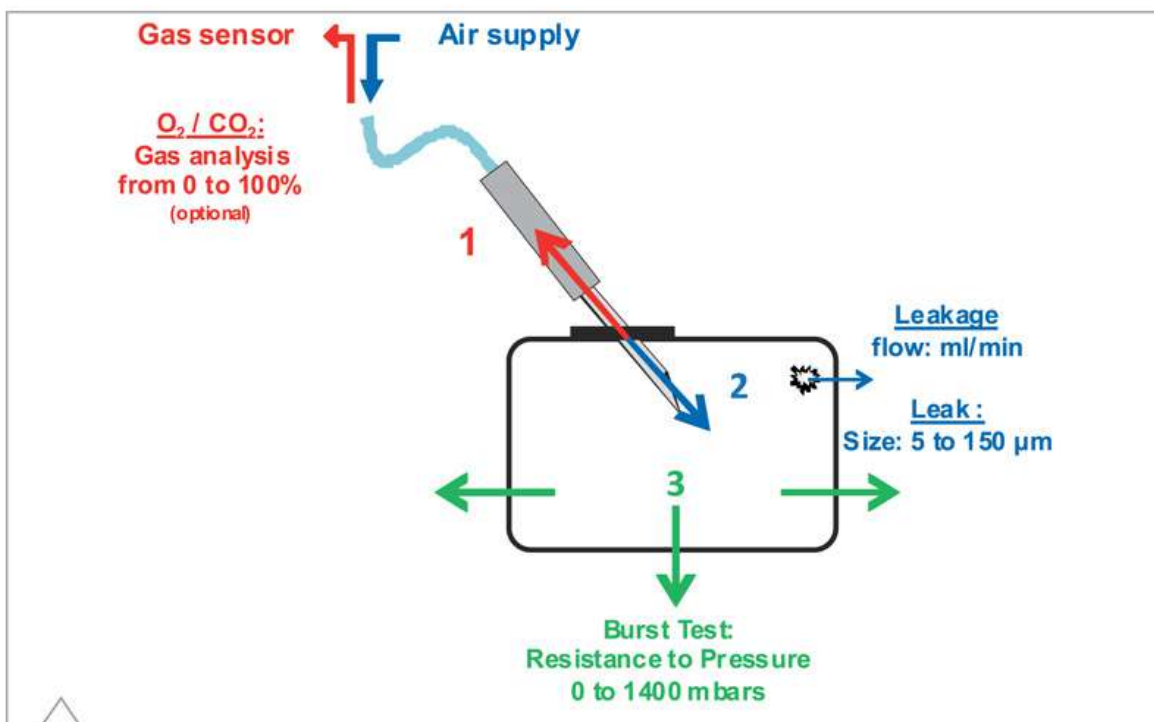 Gas sensor
Air supply
O₂ / CO₂:
Gas analysis
from 0 to 100%
(optional)
1
Leakage
flow: ml/min
2
Leak :
Size: 5 to 150 µm
3
Burst Test:
Resistance to Pressure
0 to 1400 mbars